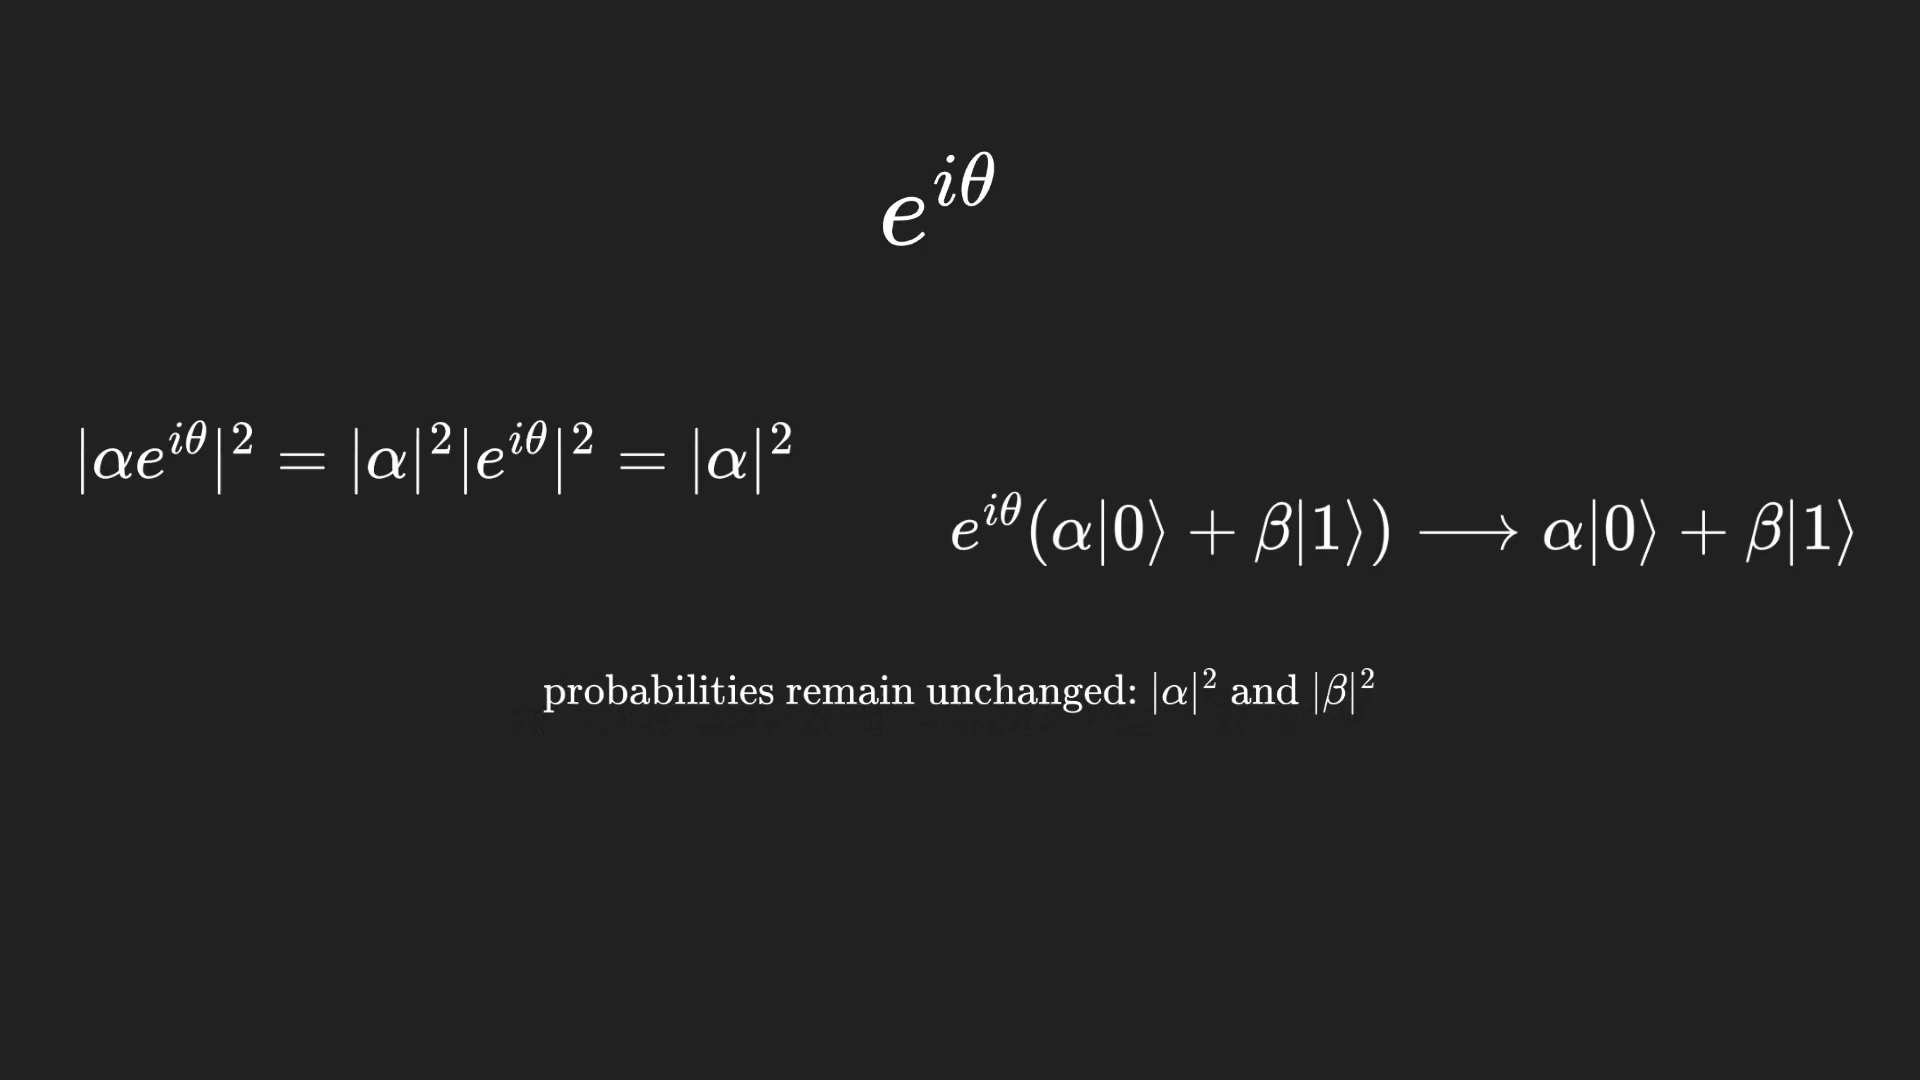 e^{iθ}
|αe^{iθ}|² = |α|²|e^{iθ}|² = |α|²
e^{iθ}(α|0⟩ + β|1⟩) ⟶ α|0⟩ + β|1⟩
probabilities remain unchanged: |α|² and |β|²